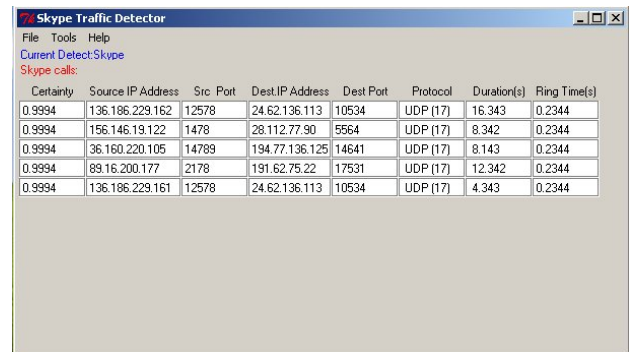 Skype Traffic Detector
File Tools Help
Current Detect:Skype
Skype calls:
Certainty Source IP Address Src Port Dest.IP Address Dest Port Protocol Duration(s) Ring Time(s)
0.9994 136.186.229.162 12578 24.62.136.113 10534 UDP (17) 16.343 0.2344
0.9994 156.146.19.122 1478 28.112.77.90 5564 UDP (17) 8.342 0.2344
0.9994 36.160.220.105 14789 194.77.136.125 14641 UDP (17) 8.143 0.2344
0.9994 89.16.200.177 2178 191.62.75.22 17531 UDP (17) 12.342 0.2344
0.9994 136.186.229.161 12578 24.62.136.113 10534 UDP (17) 4.343 0.2344